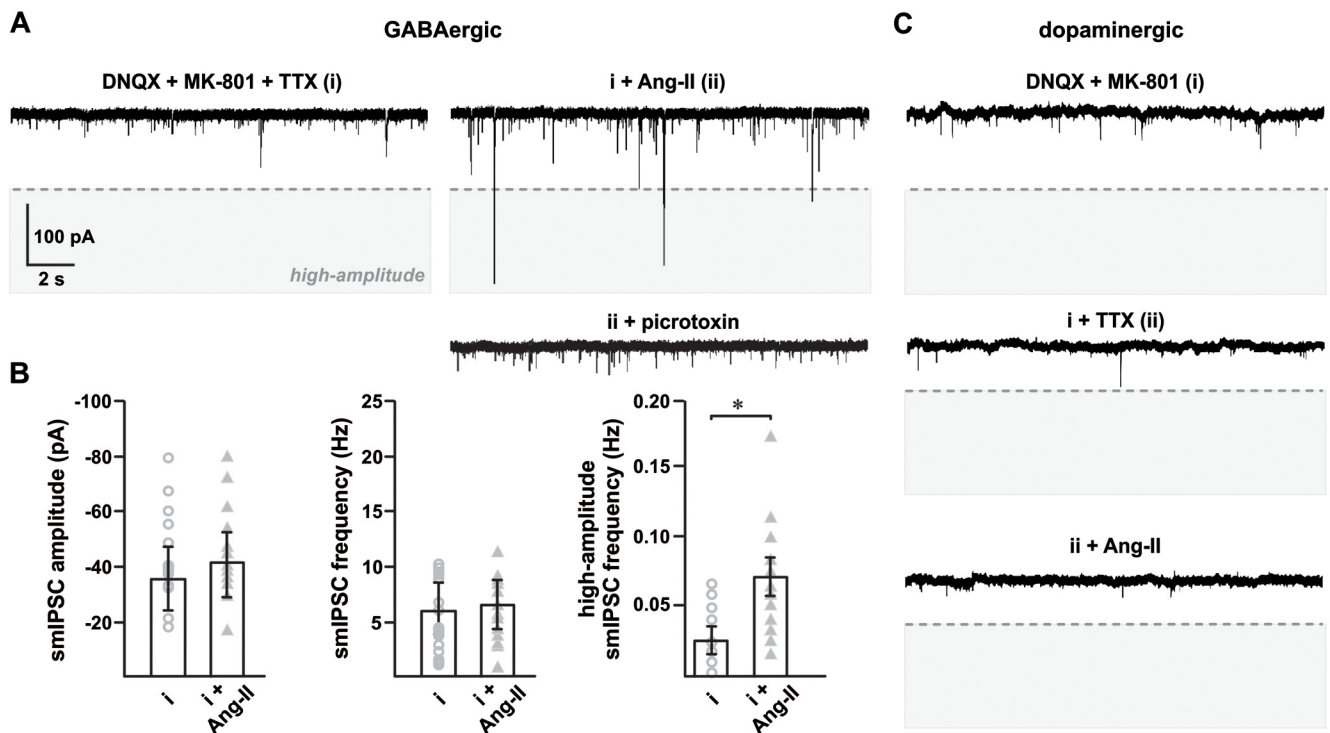 A
GABAergic
DNQX + MK-801 + TTX (i)
i + Ang-II (ii)
100 pA
2 s
high-amplitude
ii + picrotoxin
B
smIPSC amplitude (pA)
-100
-80
-60
-40
-20
i
i +
Ang-II
smIPSC frequency (Hz)
25
20
15
10
5
i
i +
Ang-II
high-amplitude
smIPSC frequency (Hz)
0.20
0.15
0.10
0.05
*
i
i +
Ang-II
C
dopaminergic
DNQX + MK-801 (i)
i + TTX (ii)
ii + Ang-II